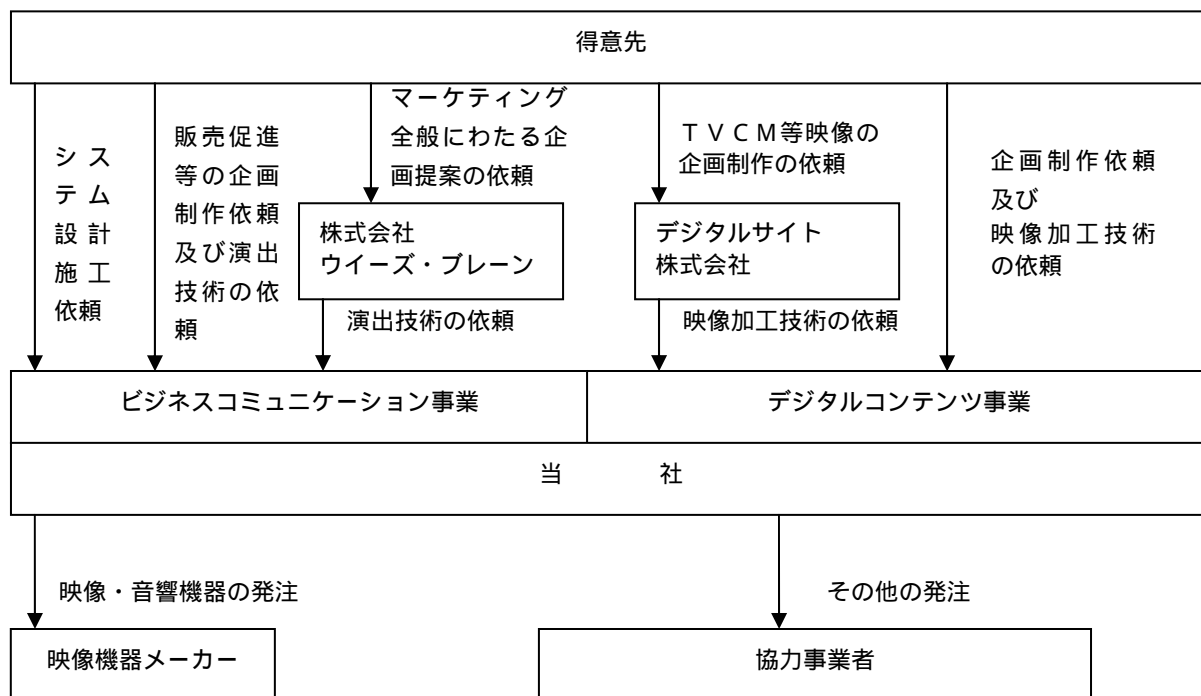 得意先
シス
テム
設計
施工
依頼
販売促進
等の企画
制作依頼
及び演出
技術の依
頼
マーケティング
全般にわたる企
画提案の依頼
ＴＶＣＭ等映像の
企画制作の依頼
企画制作依頼
及び
映像加工技術
の依頼
株式会社
ウイーズ・ブレーン
デジタルサイト
株式会社
演出技術の依頼
映像加工技術の依頼
ビジネスコミュニケーション事業
デジタルコンテンツ事業
当　　　社
映像・音響機器の発注
その他の発注
映像機器メーカー
協力事業者